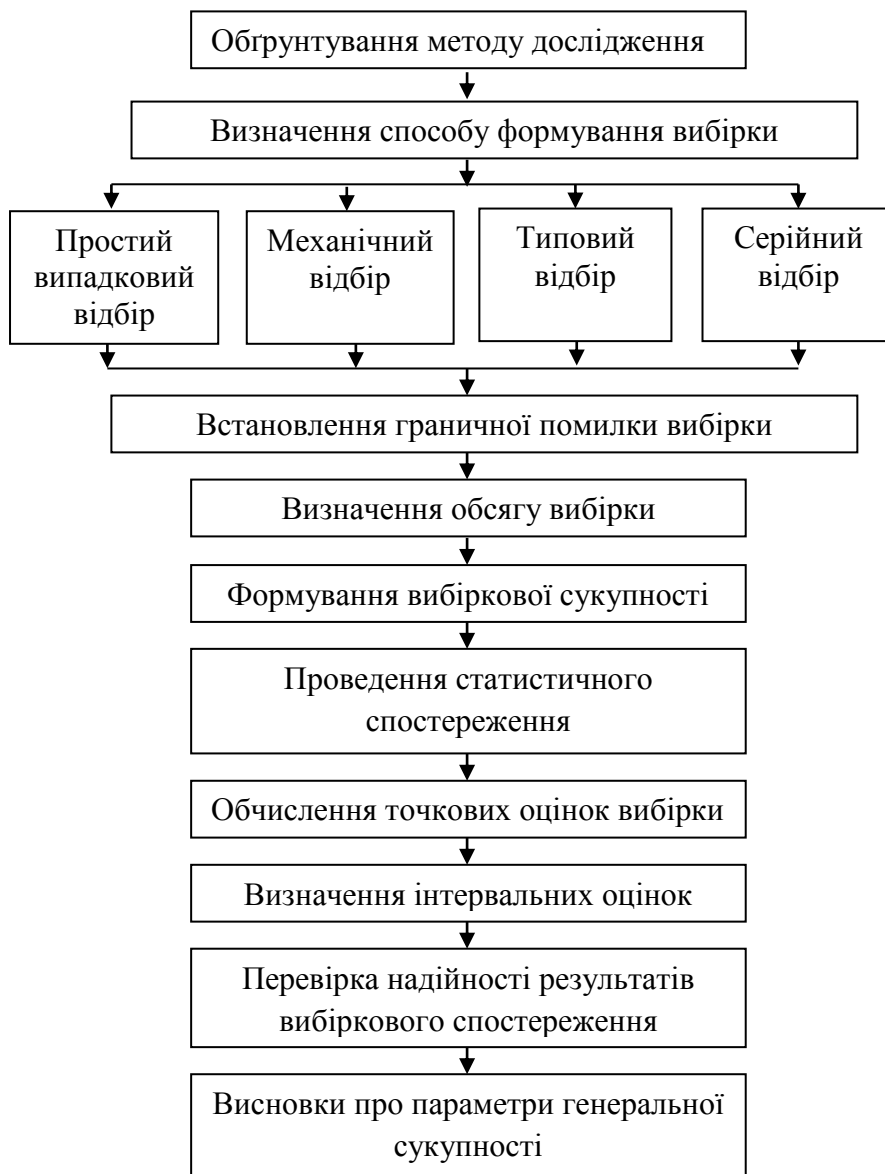 Обґрунтування методу дослідження
Визначення способу формування вибірки
Простий
випадковий
відбір
Механічний
відбір
Типовий
відбір
Серійний
відбір
Встановлення граничної помилки вибірки
Визначення обсягу вибірки
Формування вибіркової сукупності
Проведення статистичного
спостереження
Обчислення точкових оцінок вибірки
Визначення інтервальних оцінок
Перевірка надійності результатів
вибіркового спостереження
Висновки про параметри генеральної
сукупності